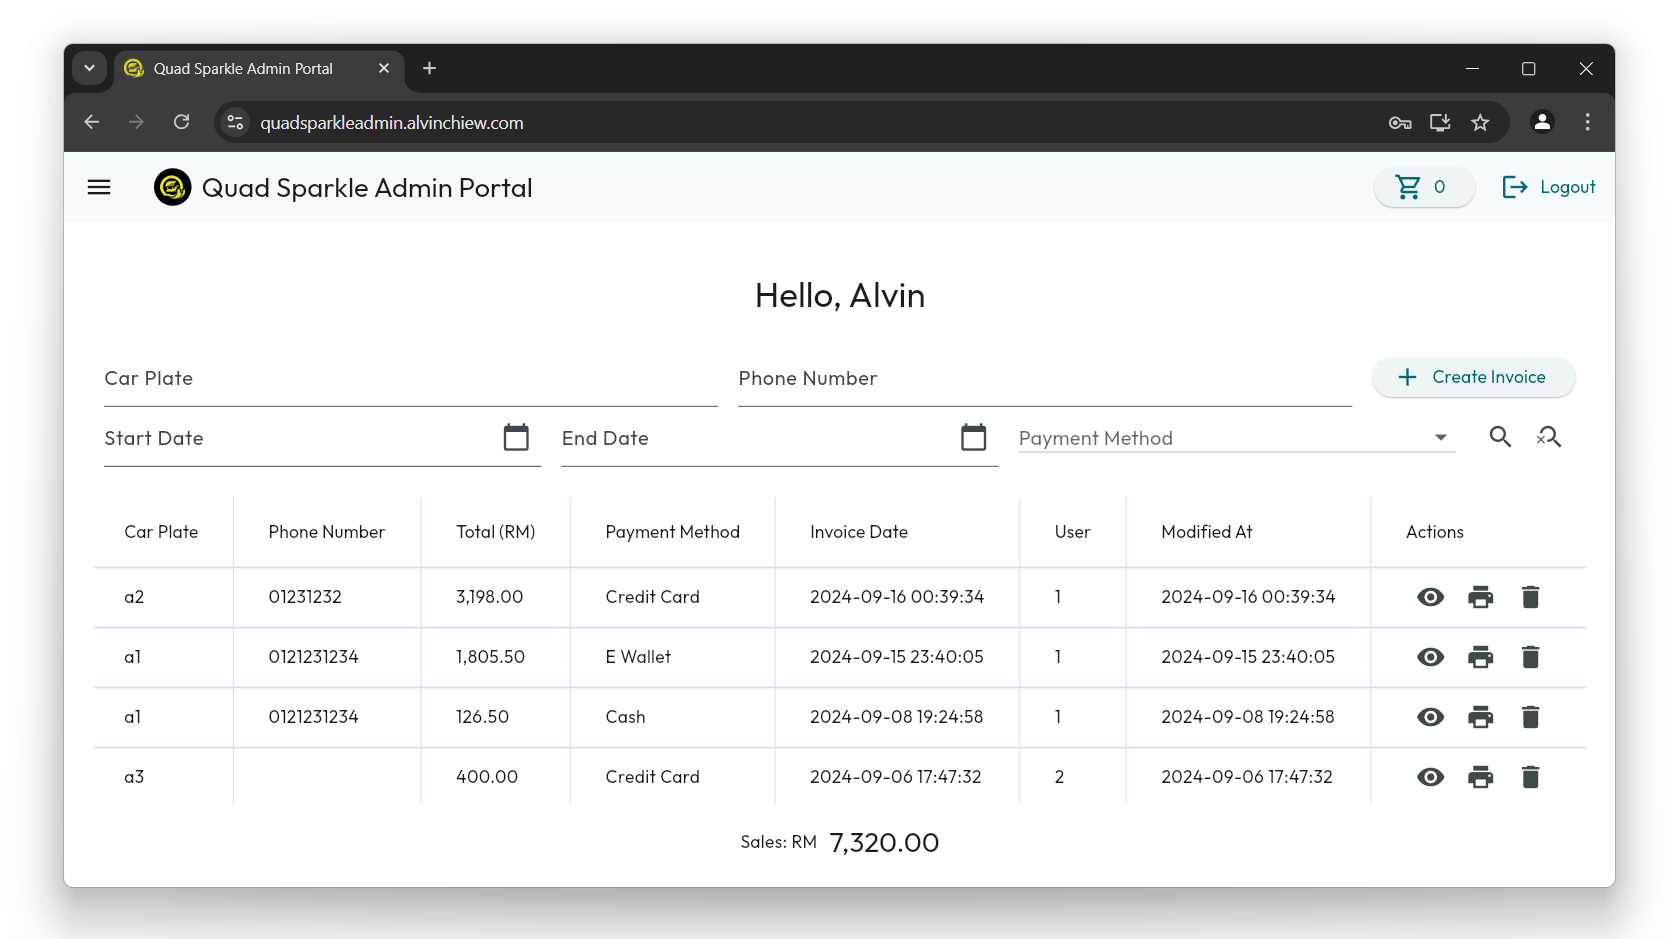 Quad Sparkle Admin Portal
quadsparkleadmin.alvinchiew.com
Quad Sparkle Admin Portal 0 Logout
Hello, Alvin
Car Plate Phone Number Create Invoice
Start Date End Date Payment Method
Car Plate Phone Number Total (RM) Payment Method Invoice Date User Modified At Actions
a2 01231232 3,198.00 Credit Card 2024-09-16 00:39:34 1 2024-09-16 00:39:34
a1 0121231234 1,805.50 E Wallet 2024-09-15 23:40:05 1 2024-09-15 23:40:05
a1 0121231234 126.50 Cash 2024-09-08 19:24:58 1 2024-09-08 19:24:58
a3 400.00 Credit Card 2024-09-06 17:47:32 2 2024-09-06 17:47:32
Sales: RM 7,320.00